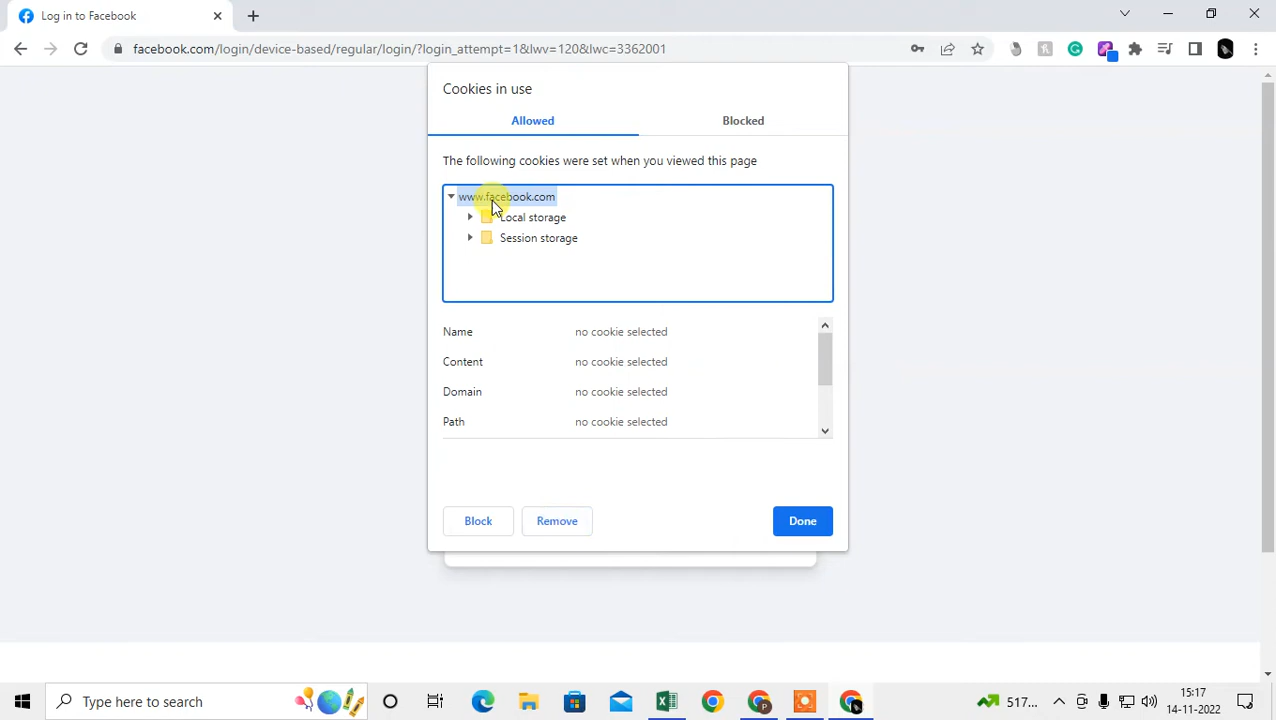 Log in to Facebook
facebook.com/login/device-based/regular/login/?login_attempt=1&lwv=120&lwc=3362001
Cookies in use
Allowed
Blocked
The following cookies were set when you viewed this page
www.facebook.com
Local storage
Session storage
Name no cookie selected
Content no cookie selected
Domain no cookie selected
Path no cookie selected
Block
Remove
Done
Type here to search
517...
15:17
14-11-2022